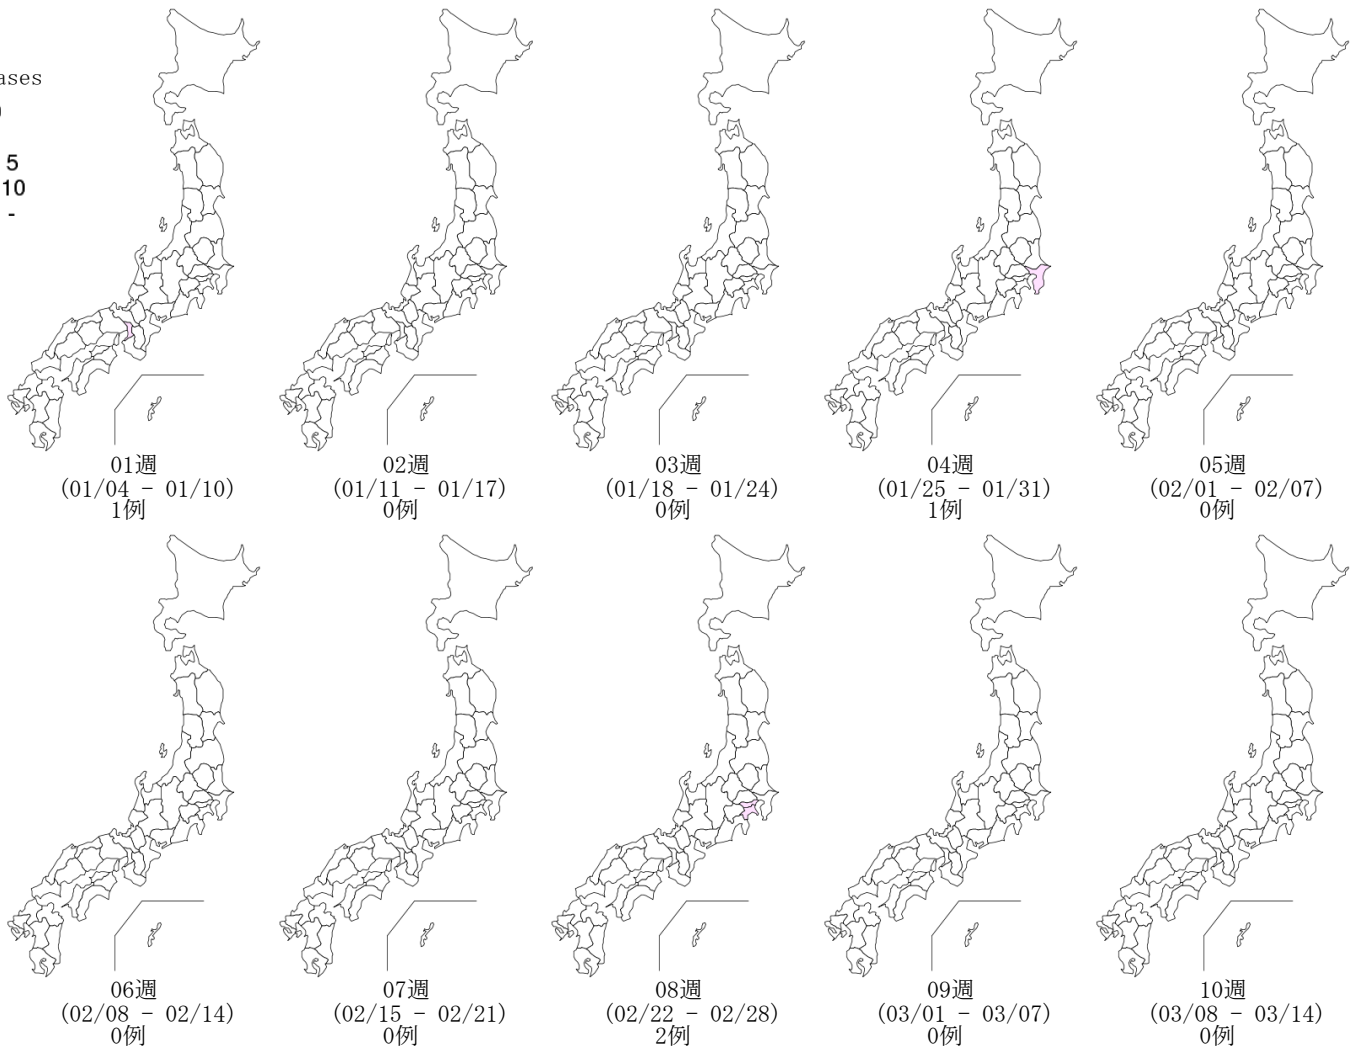 ases
5
10
-
01週
(01/04 - 01/10)
1例
02週
(01/11 - 01/17)
0例
03週
(01/18 - 01/24)
0例
04週
(01/25 - 01/31)
1例
05週
(02/01 - 02/07)
0例
06週
(02/08 - 02/14)
0例
07週
(02/15 - 02/21)
0例
08週
(02/22 - 02/28)
2例
09週
(03/01 - 03/07)
0例
10週
(03/08 - 03/14)
0例